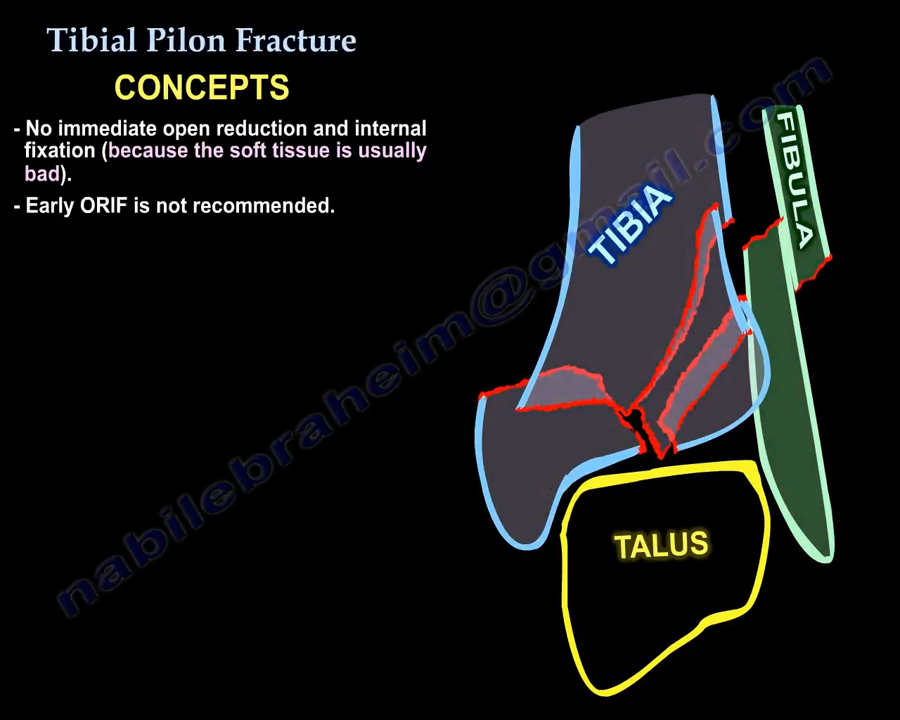 Tibial Pilon Fracture
CONCEPTS
- No immediate open reduction and internal
fixation (because the soft tissue is usually
bad).
- Early ORIF is not recommended.
TIBIA
FIBULA
TALUS
nabilebraheim@gmail.com